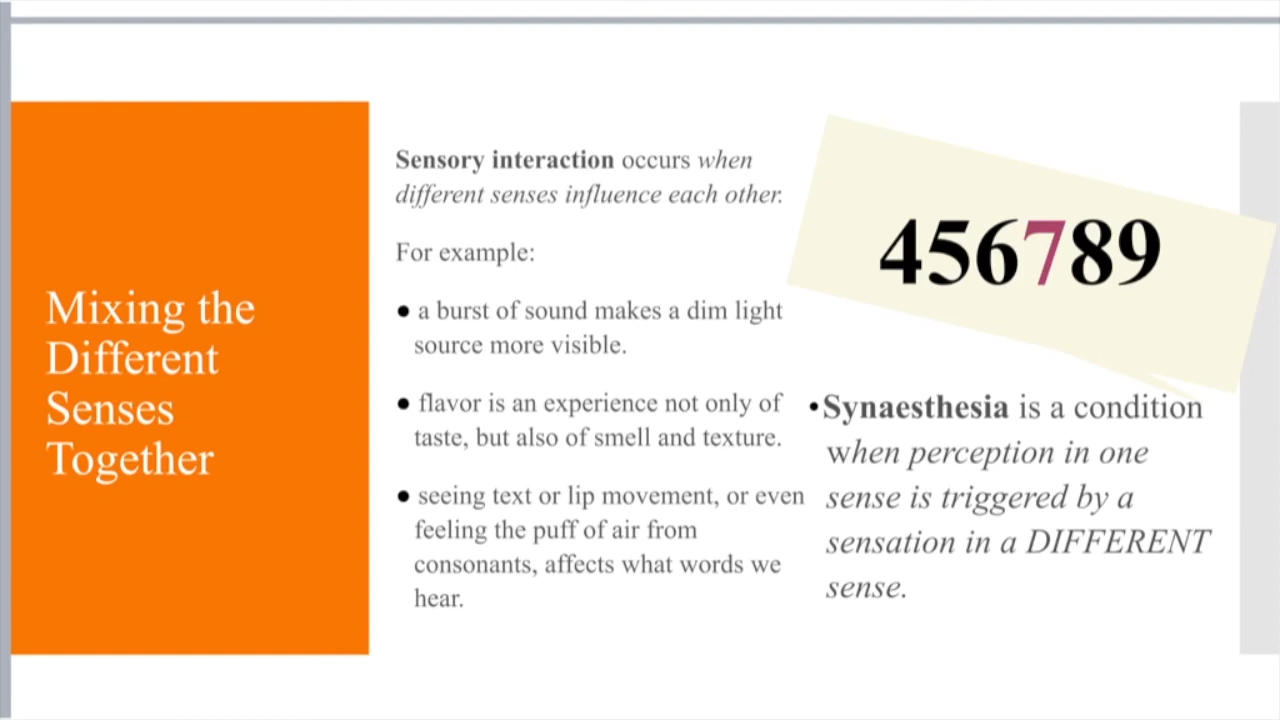 Mixing the
Different
Senses
Together
Sensory interaction occurs when
different senses influence each other.
For example:
● a burst of sound makes a dim light
source more visible.
● flavor is an experience not only of
taste, but also of smell and texture.
● seeing text or lip movement, or even
feeling the puff of air from
consonants, affects what words we
hear.
456789
•Synaesthesia is a condition
when perception in one
sense is triggered by a
sensation in a DIFFERENT
sense.